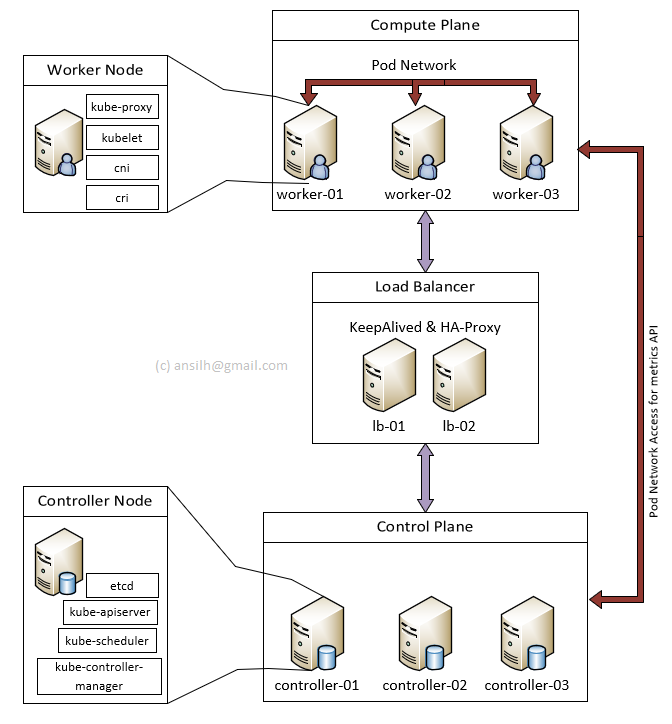 Compute Plane
Pod Network
worker-01
worker-02
worker-03
Worker Node
kube-proxy
kubelet
cni
cri
Load Balancer
KeepAlived & HA-Proxy
lb-01
lb-02
(c) ansilh@gmail.com
Pod Network Access for metrics API
Controller Node
etcd
kube-apiserver
kube-scheduler
kube-controller-
manager
Control Plane
controller-01
controller-02
controller-03